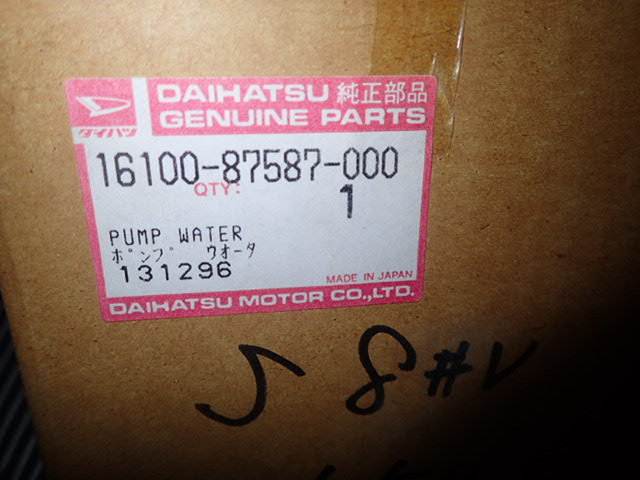 DAIHATSU 純正部品
GENUINE PARTS
ダイハツ
16100-87587-000
QTY: 1
PUMP WATER
ポンプ ウオータ
131296
MADE IN JAPAN
DAIHATSU MOTOR CO.,LTD.